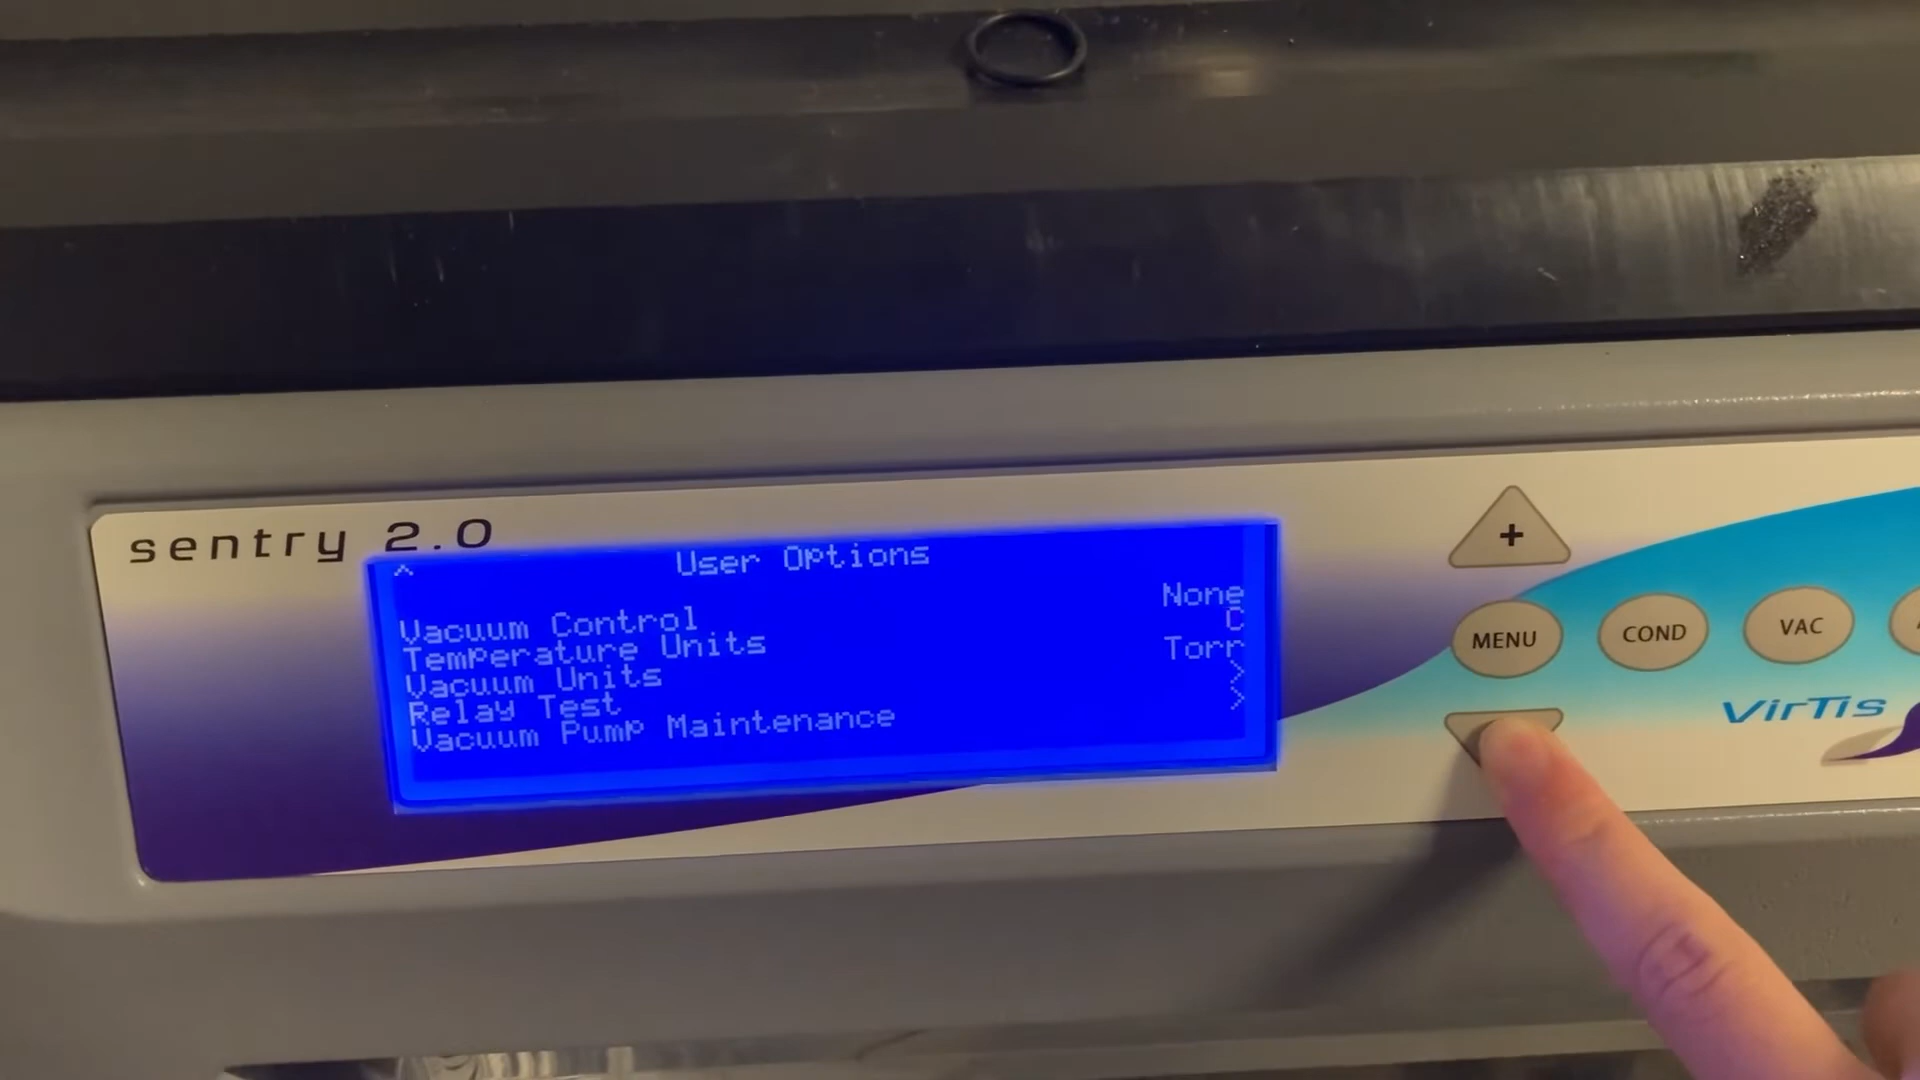 sentry 2.0
^ User Options
Vacuum Control None
Temperature Units C
Vacuum Units Torr
Relay Test >
Vacuum Pump Maintenance >
+
MENU
COND
VAC
VirTis